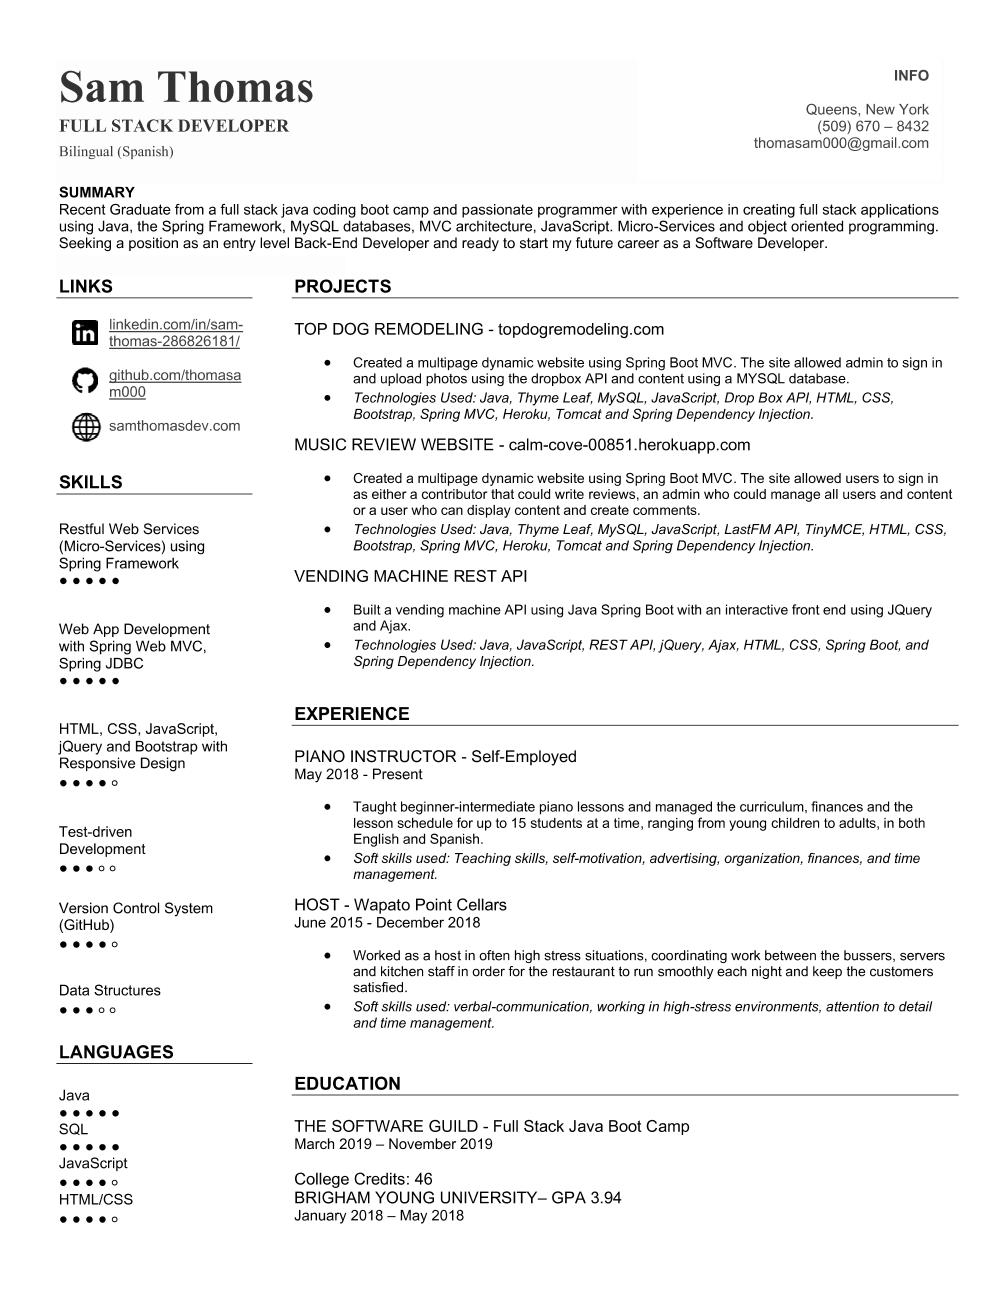 Sam Thomas
FULL STACK DEVELOPER
Bilingual (Spanish)
INFO
Queens, New York
(509) 670 – 8432
thomasam000@gmail.com
SUMMARY
Recent Graduate from a full stack java coding boot camp and passionate programmer with experience in creating full stack applications
using Java, the Spring Framework, MySQL databases, MVC architecture, JavaScript. Micro-Services and object oriented programming.
Seeking a position as an entry level Back-End Developer and ready to start my future career as a Software Developer.
LINKS
linkedin.com/in/sam-
thomas-286826181/
github.com/thomasa
m000
samthomasdev.com
SKILLS
Restful Web Services
(Micro-Services) using
Spring Framework
Web App Development
with Spring Web MVC,
Spring JDBC
HTML, CSS, JavaScript,
jQuery and Bootstrap with
Responsive Design
Test-driven
Development
Version Control System
(GitHub)
Data Structures
LANGUAGES
Java
SQL
JavaScript
HTML/CSS
PROJECTS
TOP DOG REMODELING - topdogremodeling.com
• Created a multipage dynamic website using Spring Boot MVC. The site allowed admin to sign in
and upload photos using the dropbox API and content using a MYSQL database.
• Technologies Used: Java, Thyme Leaf, MySQL, JavaScript, Drop Box API, HTML, CSS,
Bootstrap, Spring MVC, Heroku, Tomcat and Spring Dependency Injection.
MUSIC REVIEW WEBSITE - calm-cove-00851.herokuapp.com
• Created a multipage dynamic website using Spring Boot MVC. The site allowed users to sign in
as either a contributor that could write reviews, an admin who could manage all users and content
or a user who can display content and create comments.
• Technologies Used: Java, Thyme Leaf, MySQL, JavaScript, LastFM API, TinyMCE, HTML, CSS,
Bootstrap, Spring MVC, Heroku, Tomcat and Spring Dependency Injection.
VENDING MACHINE REST API
• Built a vending machine API using Java Spring Boot with an interactive front end using JQuery
and Ajax.
• Technologies Used: Java, JavaScript, REST API, jQuery, Ajax, HTML, CSS, Spring Boot, and
Spring Dependency Injection.
EXPERIENCE
PIANO INSTRUCTOR - Self-Employed
May 2018 - Present
• Taught beginner-intermediate piano lessons and managed the curriculum, finances and the
lesson schedule for up to 15 students at a time, ranging from young children to adults, in both
English and Spanish.
• Soft skills used: Teaching skills, self-motivation, advertising, organization, finances, and time
management.
HOST - Wapato Point Cellars
June 2015 - December 2018
• Worked as a host in often high stress situations, coordinating work between the bussers, servers
and kitchen staff in order for the restaurant to run smoothly each night and keep the customers
satisfied.
• Soft skills used: verbal-communication, working in high-stress environments, attention to detail
and time management.
EDUCATION
THE SOFTWARE GUILD - Full Stack Java Boot Camp
March 2019 – November 2019
College Credits: 46
BRIGHAM YOUNG UNIVERSITY– GPA 3.94
January 2018 – May 2018